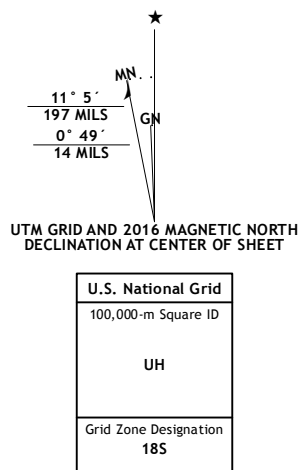 ★
MN
11° 5´
197 MILS
GN
0° 49´
14 MILS
UTM GRID AND 2016 MAGNETIC NORTH
DECLINATION AT CENTER OF SHEET
U.S. National Grid
100,000-m Square ID
UH
Grid Zone Designation
18S